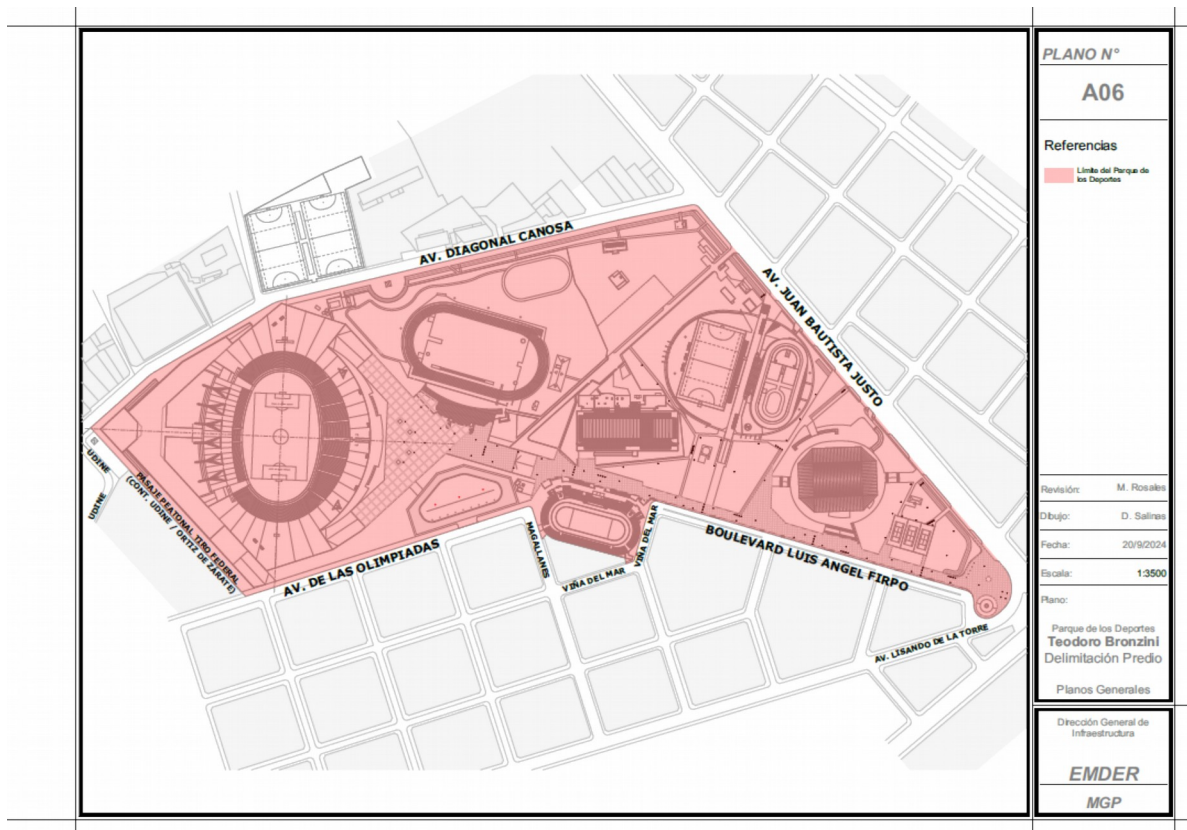 AV. DIAGONAL CANOSA
AV. JUAN BAUTISTA JUSTO
UDINE
UDINE
PASAJE PEATONAL TIRO FEDERAL
(CONT. UDINE / ORTIZ DE ZARATE)
AV. DE LAS OLIMPIADAS
MAGALLANES
VIÑA DEL MAR
VIÑA DEL MAR
BOULEVARD LUIS ANGEL FIRPO
AV. LISANDO DE LA TORRE
PLANO N°
A06
Referencias
Límite del Parque de
los Deportes
Revisión: M. Rosales
Dibujo: D. Salinas
Fecha: 20/9/2024
Escala: 1:3500
Plano:
Parque de los Deportes
Teodoro Bronzini
Delimitación Predio
Planos Generales
Dirección General de
Infraestructura
EMDER
MGP